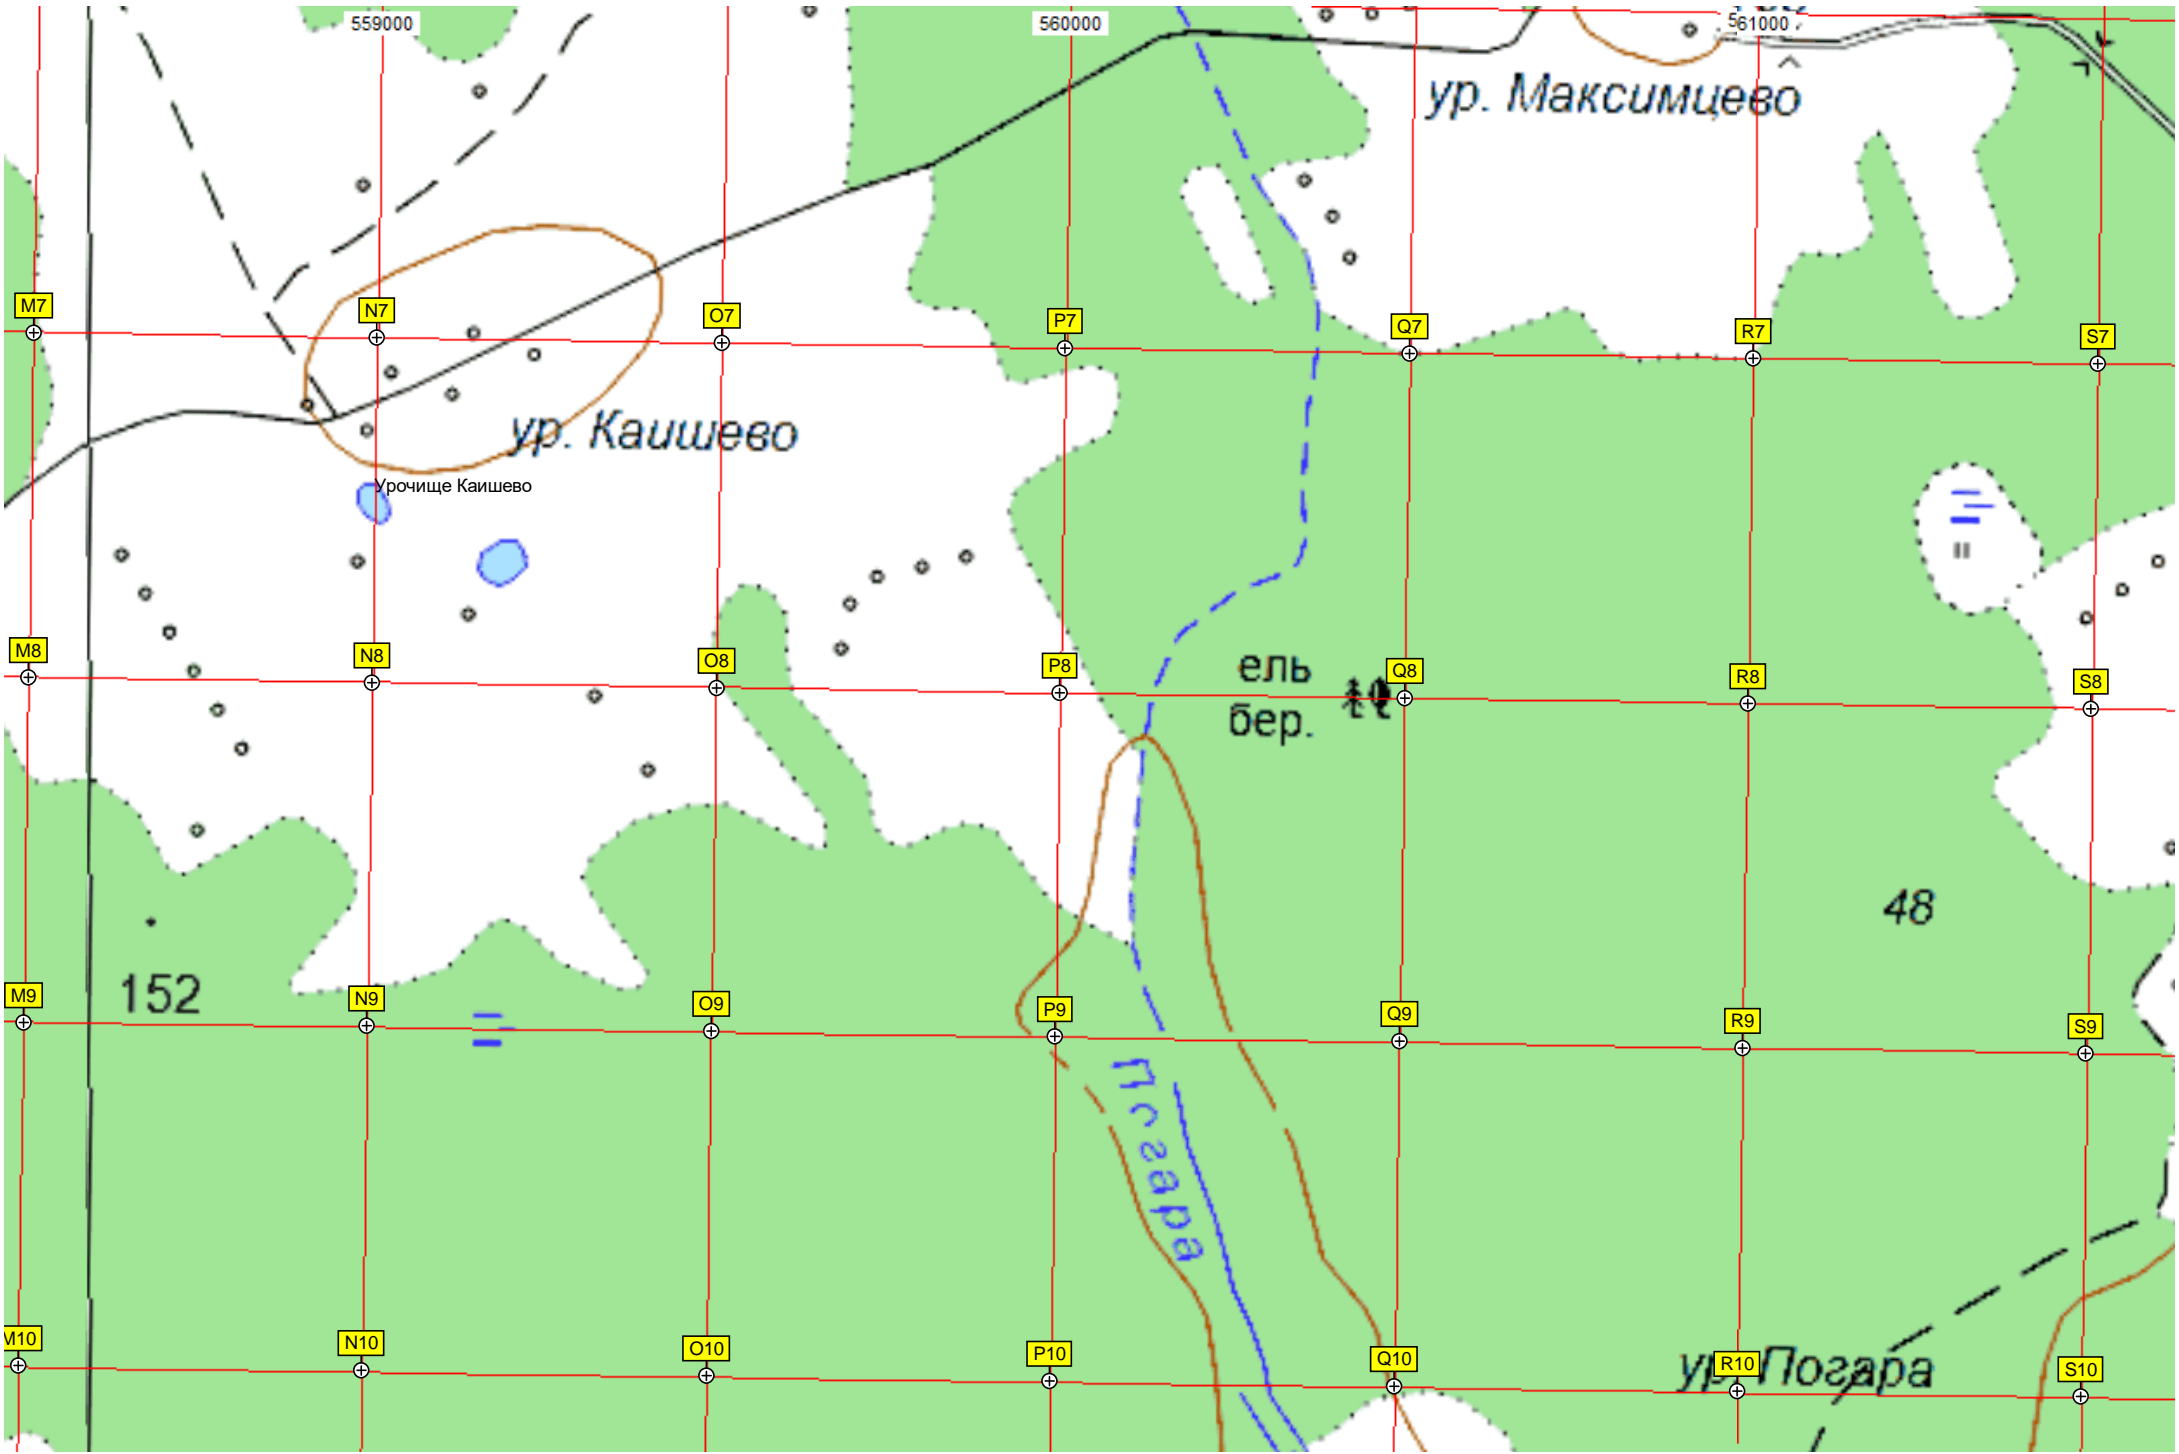 559000
560000
561000
ур. Максимцево
M7
N7
O7
P7
Q7
R7
S7
ур. Каишево
Урочище Каишево
M8
N8
O8
P8
Q8
R8
S8
ель
бер.
48
152
M9
N9
O9
P9
Q9
R9
S9
Погара
M10
N10
O10
P10
Q10
R10
S10
ур. Погара